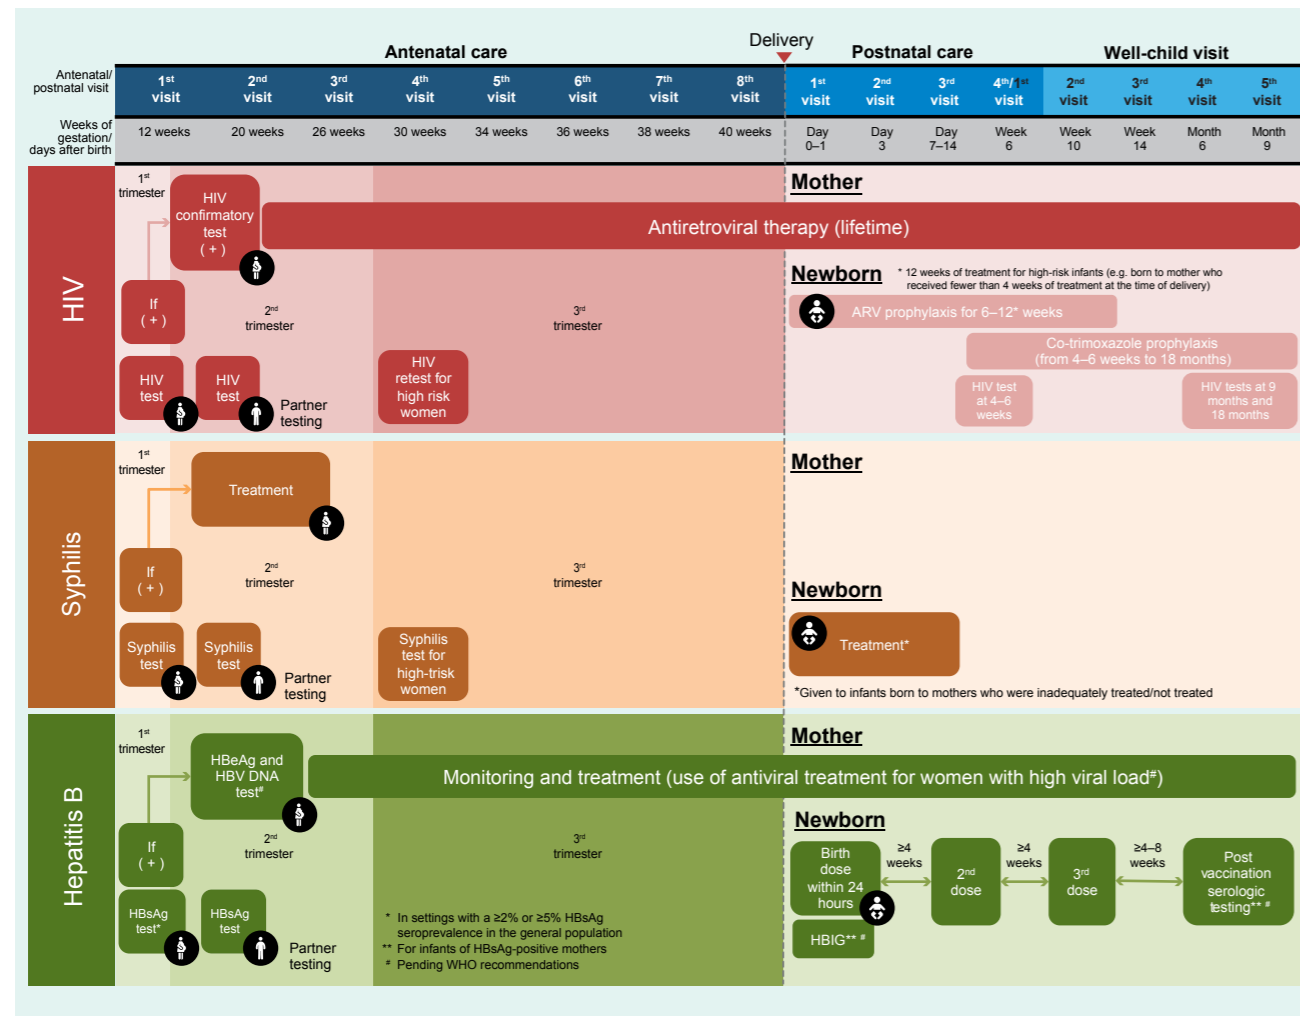 Delivery
Antenatal care
Postnatal care
Well-child visit
Antenatal/
postnatal visit
1st
visit
2nd
visit
3rd
visit
4th
visit
5th
visit
6th
visit
7th
visit
8th
visit
1st
visit
2nd
visit
3rd
visit
4th/1st
visit
2nd
visit
3rd
visit
4th
visit
5th
visit
Weeks of
gestation/
days after birth
12 weeks
20 weeks
26 weeks
30 weeks
34 weeks
36 weeks
38 weeks
40 weeks
Day
0–1
Day
3
Day
7–14
Week
6
Week
10
Week
14
Month
6
Month
9
HIV
1st
trimester
HIV
confirmatory
test
( + )
If
( + )
2nd
trimester
3rd
trimester
HIV
test
HIV
test
Partner
testing
HIV
retest for
high risk
women
Mother
Antiretroviral therapy (lifetime)
Newborn
* 12 weeks of treatment for high-risk infants (e.g. born to mother who
received fewer than 4 weeks of treatment at the time of delivery)
ARV prophylaxis for 6–12* weeks
Co-trimoxazole prophylaxis
(from 4–6 weeks to 18 months)
HIV test
at 4–6
weeks
HIV tests at 9
months and
18 months
Syphilis
1st
trimester
Treatment
If
( + )
2nd
trimester
3rd
trimester
Syphilis
test
Syphilis
test
Partner
testing
Syphilis
test for
high-trisk
women
Mother
Newborn
Treatment*
*Given to infants born to mothers who were inadequately treated/not treated
Hepatitis B
1st
trimester
HBeAg and
HBV DNA
test#
If
( + )
2nd
trimester
3rd
trimester
HBsAg
test*
HBsAg
test
Partner
testing
* In settings with a ≥2% or ≥5% HBsAg
seroprevalence in the general population
** For infants of HBsAg-positive mothers
# Pending WHO recommendations
Mother
Monitoring and treatment (use of antiviral treatment for women with high viral load#)
Newborn
Birth
dose
within 24
hours
HBIG** #
≥4
weeks
2nd
dose
≥4
weeks
3rd
dose
≥4–8
weeks
Post
vaccination
serologic
testing** #